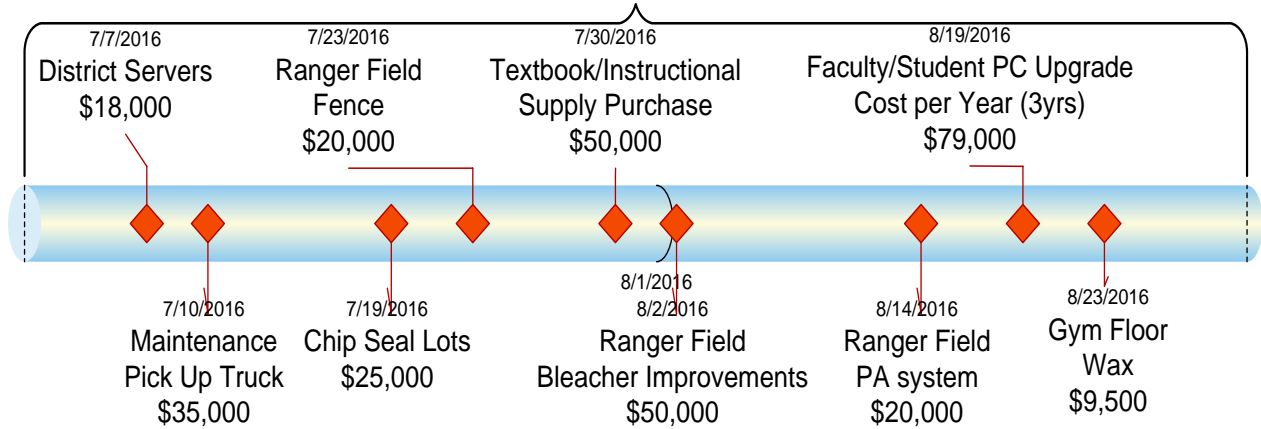 7/7/2016
District Servers
$18,000
7/23/2016
Ranger Field
Fence
$20,000
7/30/2016
Textbook/Instructional
Supply Purchase
$50,000
8/19/2016
Faculty/Student PC Upgrade
Cost per Year (3yrs)
$79,000
7/10/2016
Maintenance
Pick Up Truck
$35,000
7/19/2016
Chip Seal Lots
$25,000
8/1/2016
8/2/2016
Ranger Field
Bleacher Improvements
$50,000
8/14/2016
Ranger Field
PA system
$20,000
8/23/2016
Gym Floor
Wax
$9,500